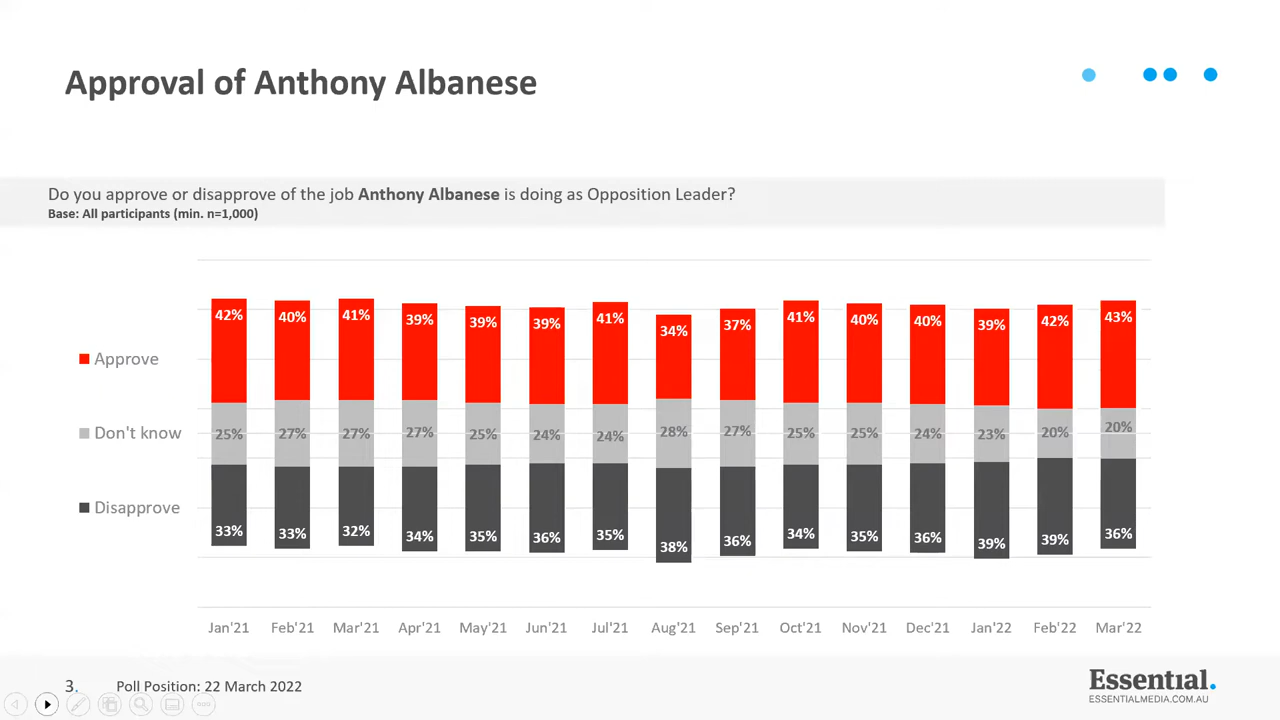 Approval of Anthony Albanese
Do you approve or disapprove of the job Anthony Albanese is doing as Opposition Leader?
Base: All participants (min. n=1,000)
42% 40% 41% 39% 39% 39% 41% 34% 37% 41% 40% 40% 39% 42% 43%
Approve
Don't know
25% 27% 27% 27% 25% 24% 24% 28% 27% 25% 25% 24% 23% 20% 20%
Disapprove
33% 33% 32% 34% 35% 36% 35% 38% 36% 34% 35% 36% 39% 39% 36%
Jan'21 Feb'21 Mar'21 Apr'21 May'21 Jun'21 Jul'21 Aug'21 Sep'21 Oct'21 Nov'21 Dec'21 Jan'22 Feb'22 Mar'22
3. Poll Position: 22 March 2022
Essential.
ESSENTIALMEDIA.COM.AU